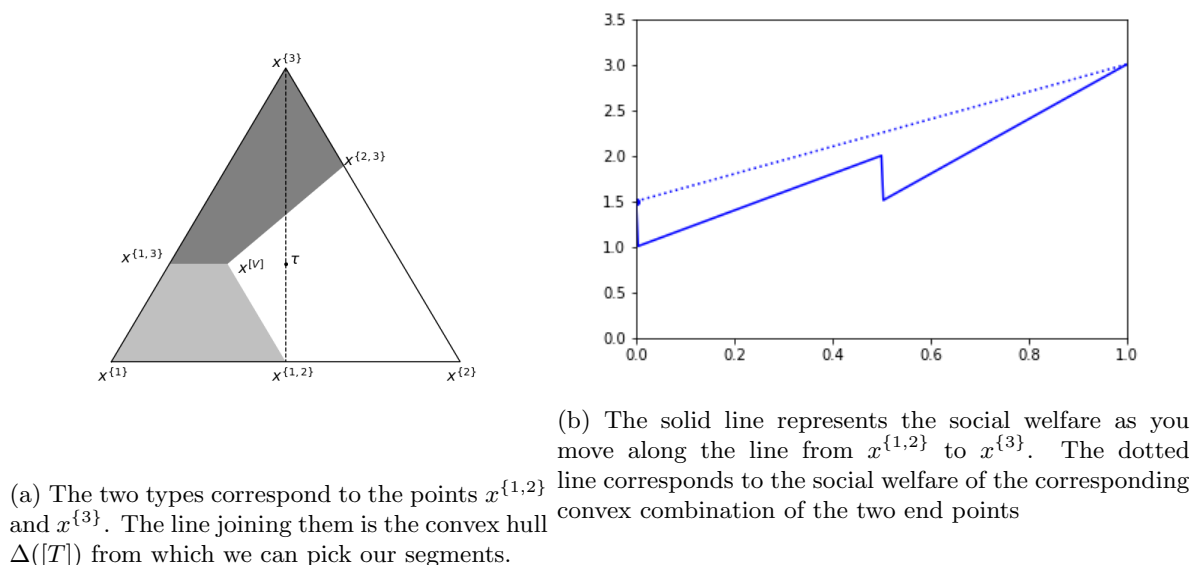 x^{3}
x^{2,3}
x^{1,3}
x^{[V]}
τ
x^{1}
x^{1,2}
x^{2}
3.5
3.0
2.5
2.0
1.5
1.0
0.5
0.0
0.0 0.2 0.4 0.6 0.8 1.0
(a) The two types correspond to the points x^{1,2}
and x^{3}. The line joining them is the convex hull
Δ([T]) from which we can pick our segments.
(b) The solid line represents the social welfare as you
move along the line from x^{1,2} to x^{3}. The dotted
line corresponds to the social welfare of the corresponding
convex combination of the two end points